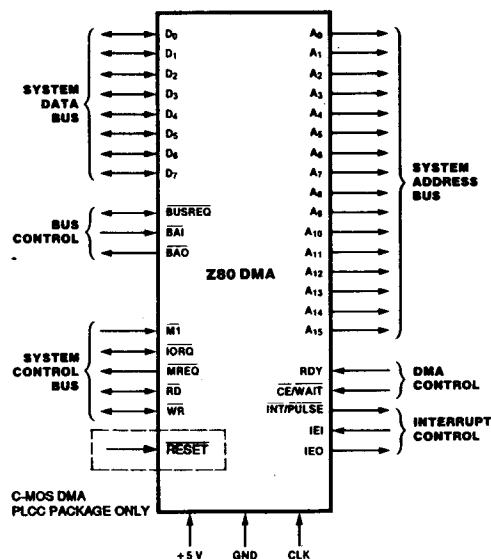 D0
D1
D2
D3
D4
D5
D6
D7
SYSTEM
DATA
BUS
BUSREQ
BAI
BAO
BUS
CONTROL
Z80 DMA
M1
IORQ
MREQ
RD
WR
SYSTEM
CONTROL
BUS
RESET
C-MOS DMA
PLCC PACKAGE ONLY
A0
A1
A2
A3
A4
A5
A6
A7
A8
A9
A10
A11
A12
A13
A14
A15
SYSTEM
ADDRESS
BUS
RDY
CE/WAIT
DMA
CONTROL
INT/PULSE
IEI
IEO
INTERRUPT
CONTROL
+5 V
GND
CLK